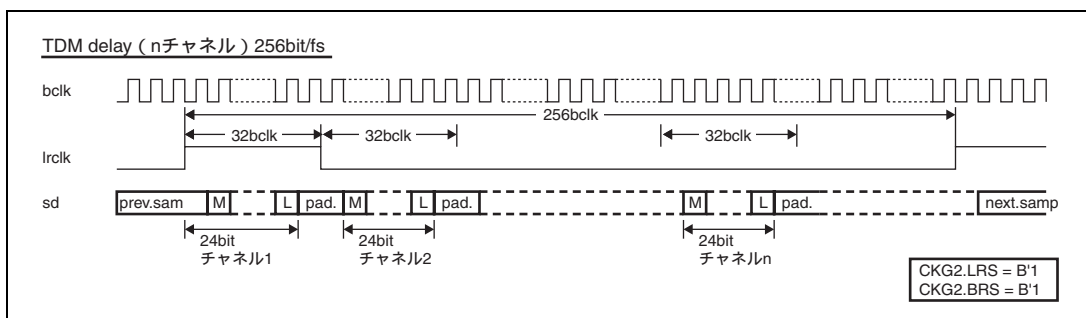 TDM delay ( nチャネル ) 256bit/fs
bclk
256bclk
32bclk 32bclk 32bclk
lrclk
sd prev.sam M L pad. M L pad. M L pad. next.samp
24bit 24bit 24bit
チャネル1 チャネル2 チャネルn
CKG2.LRS = B'1
CKG2.BRS = B'1